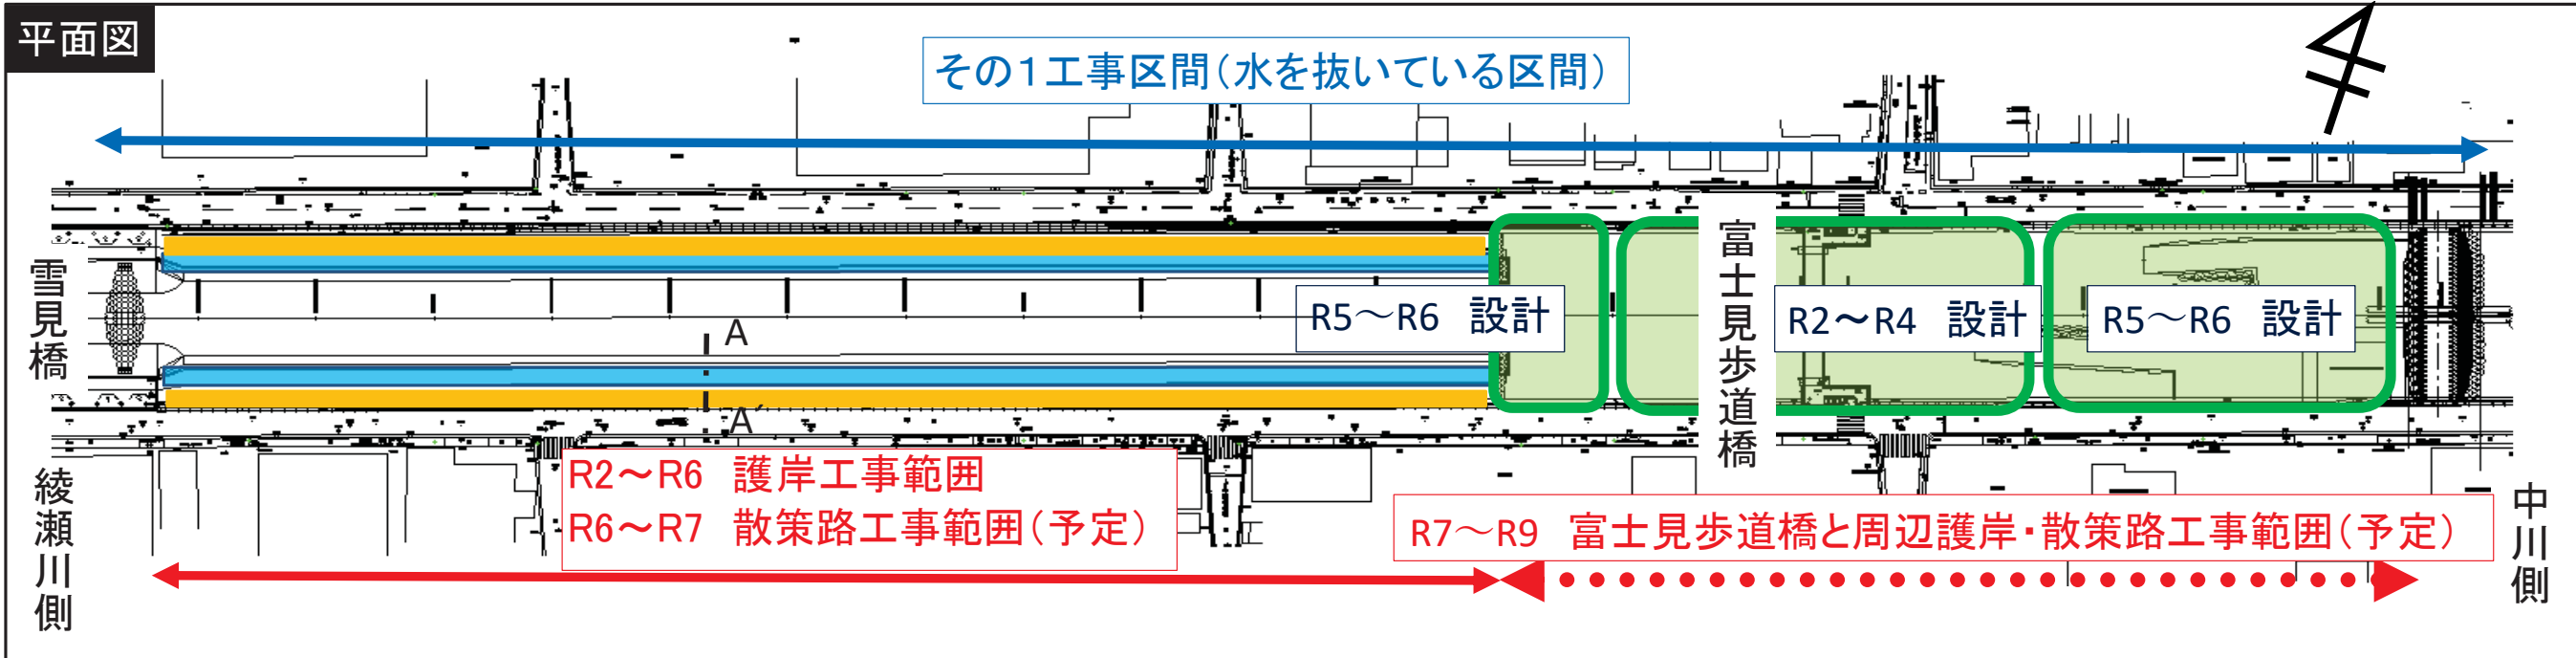 平面図
その1工事区間(水を抜いている区間)
雪見橋
富士見歩道橋
R5～R6 設計
R2～R4 設計
R5～R6 設計
A
A´
綾瀬川側
R2～R6 護岸工事範囲
R6～R7 散策路工事範囲(予定)
R7～R9 富士見歩道橋と周辺護岸・散策路工事範囲(予定)
中川側